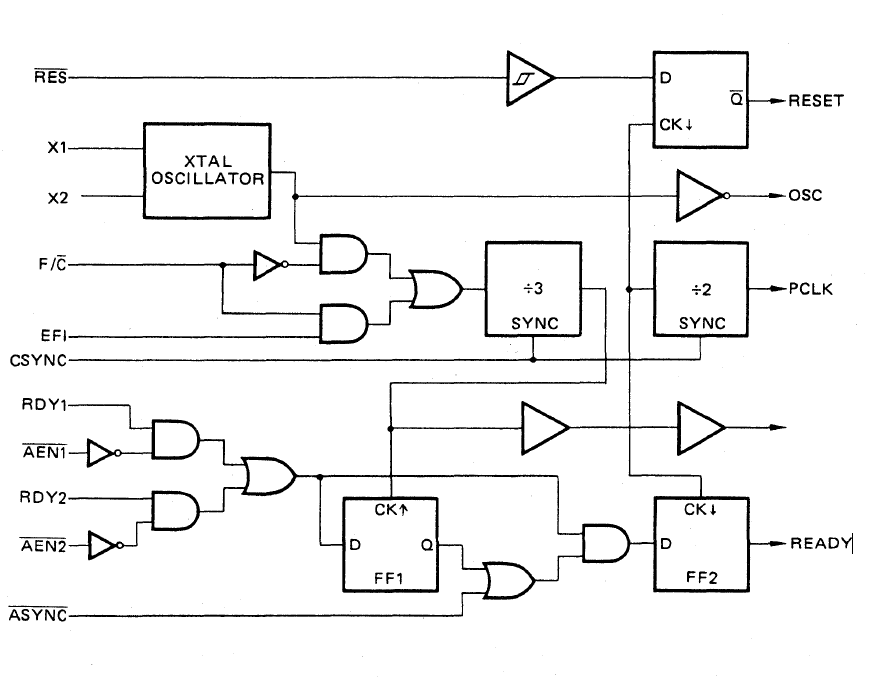 RES
D
Q
RESET
CK↓
X1
XTAL
OSCILLATOR
X2
OSC
F/C
÷3
SYNC
÷2
SYNC
PCLK
EFI
CSYNC
RDY1
AEN1
RDY2
CK↑
CK↓
AEN2
D
Q
D
READY
FF1
FF2
ASYNC